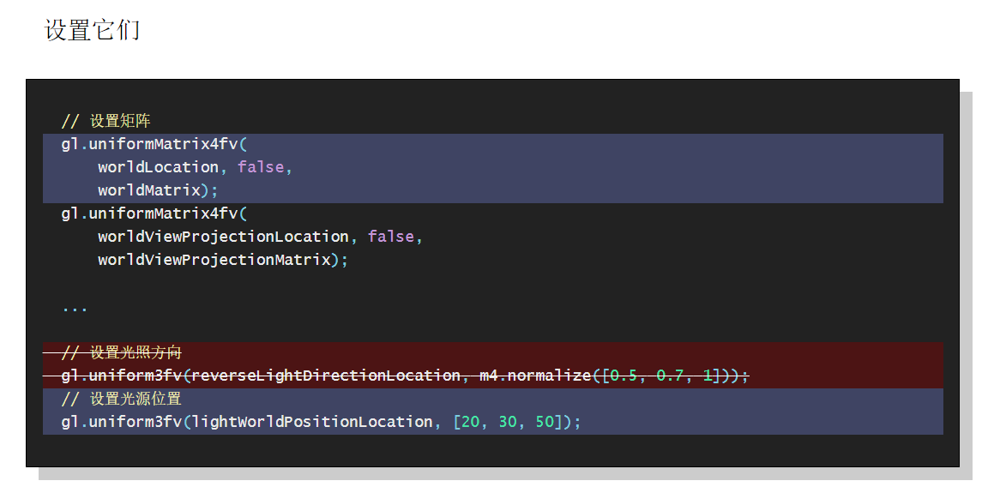 设置它们
// 设置矩阵
gl.uniformMatrix4fv(
    worldLocation, false,
    worldMatrix);
gl.uniformMatrix4fv(
    worldViewProjectionLocation, false,
    worldViewProjectionMatrix);
...
// 设置光照方向
gl.uniform3fv(reverseLightDirectionLocation, m4.normalize([0.5, 0.7, 1]));
// 设置光源位置
gl.uniform3fv(lightWorldPositionLocation, [20, 30, 50]);